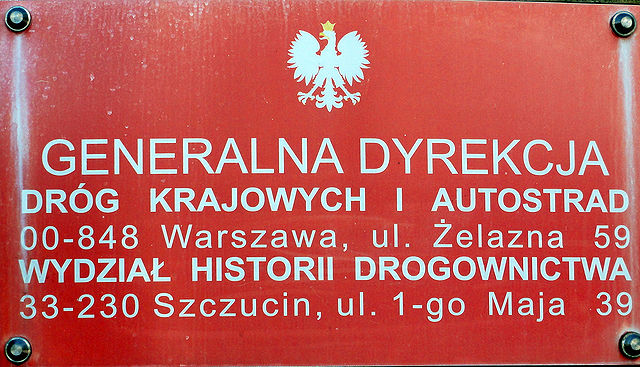 GENERALNA DYREKCJA
DRÓG KRAJOWYCH I AUTOSTRAD
00-848 Warszawa, ul. Żelazna 59
WYDZIAŁ HISTORII DROGOWNICTWA
33-230 Szczucin, ul. 1-go Maja 39